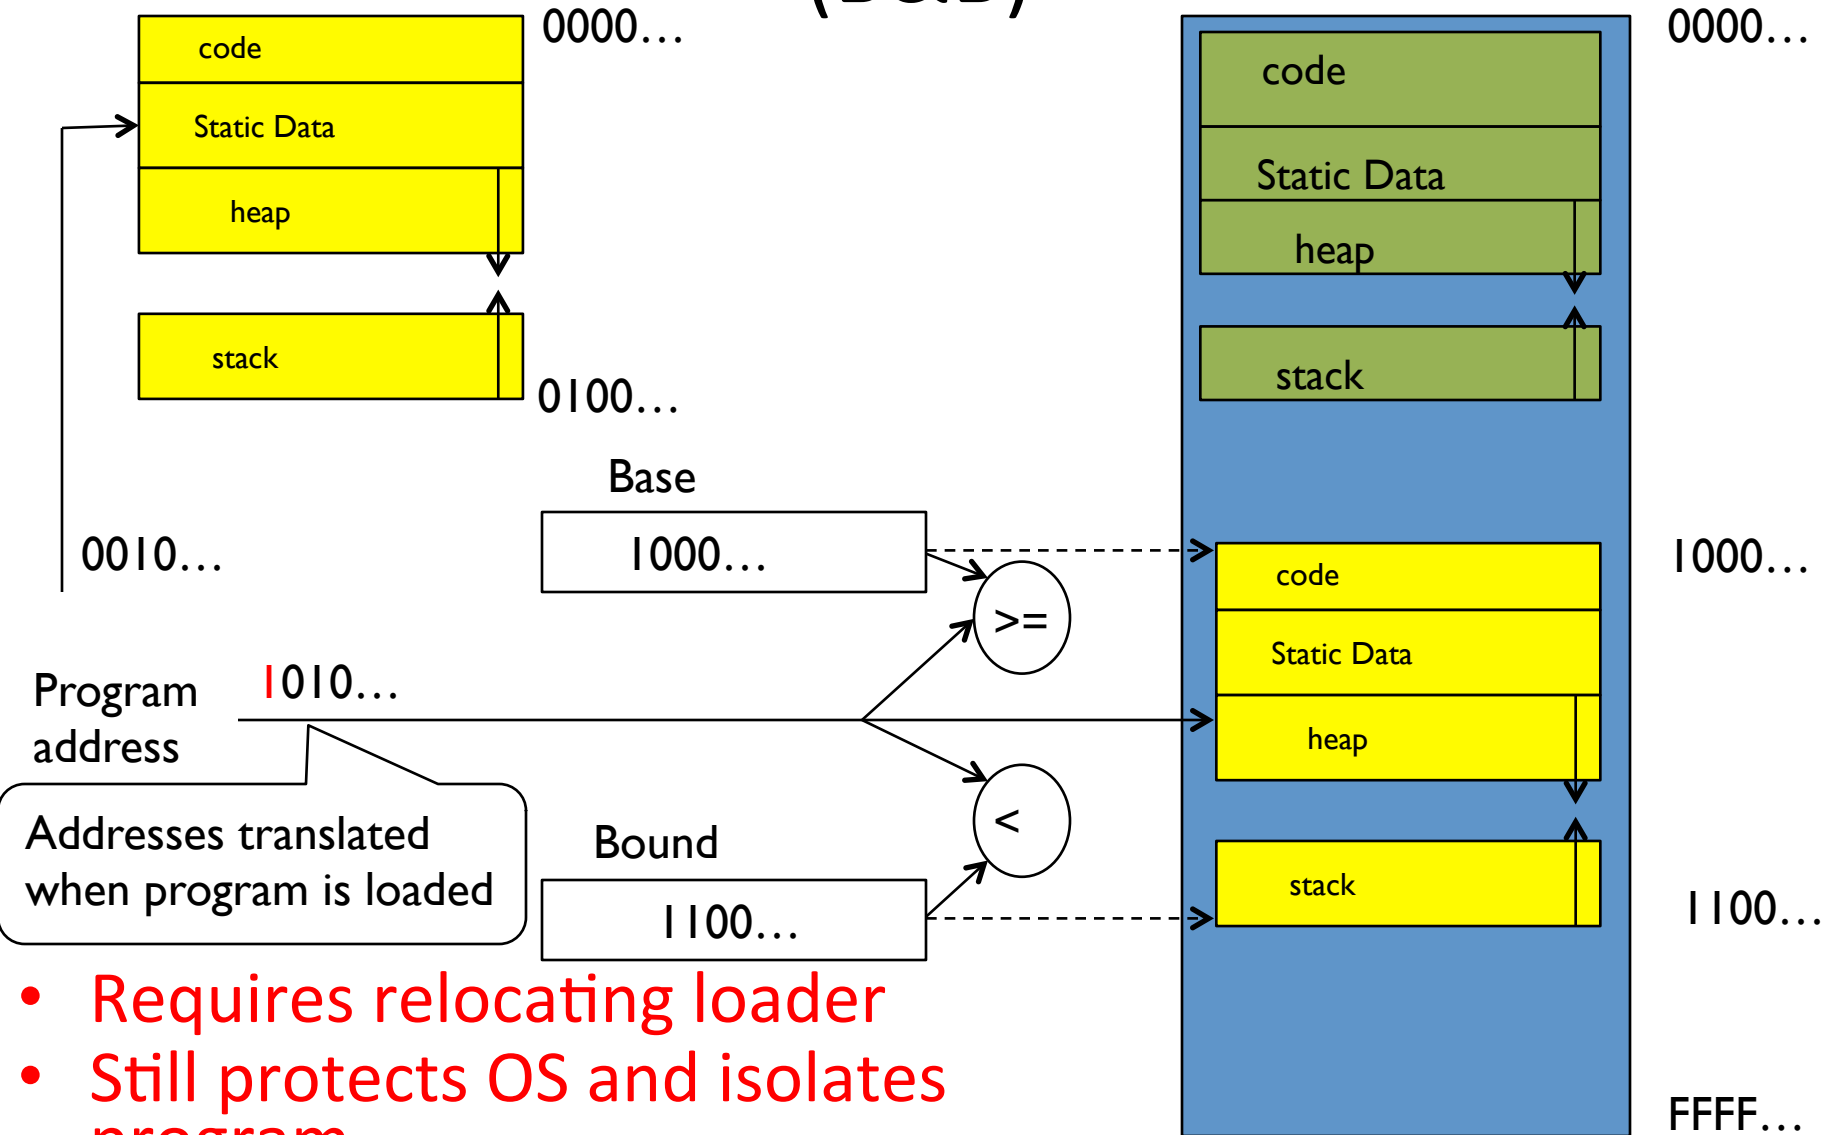 (B&B)
code
0000…
Static Data
heap
stack
0100…
0000…
code
Static Data
heap
stack
Base
1000…
0010…
>=
1000…
code
Static Data
heap
stack
1100…
Program
address
1010…
Addresses translated
when program is loaded
<
Bound
1100…
• Requires relocating loader
• Still protects OS and isolates
program
FFFF…